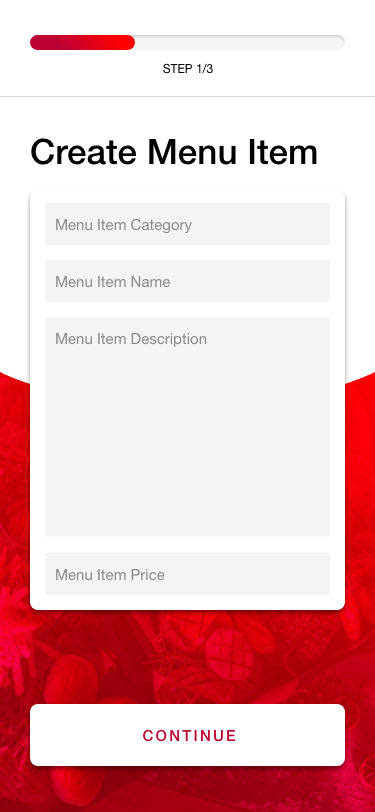 STEP 1/3
Create Menu Item
Menu Item Category
Menu Item Name
Menu Item Description
Menu Item Price
CONTINUE